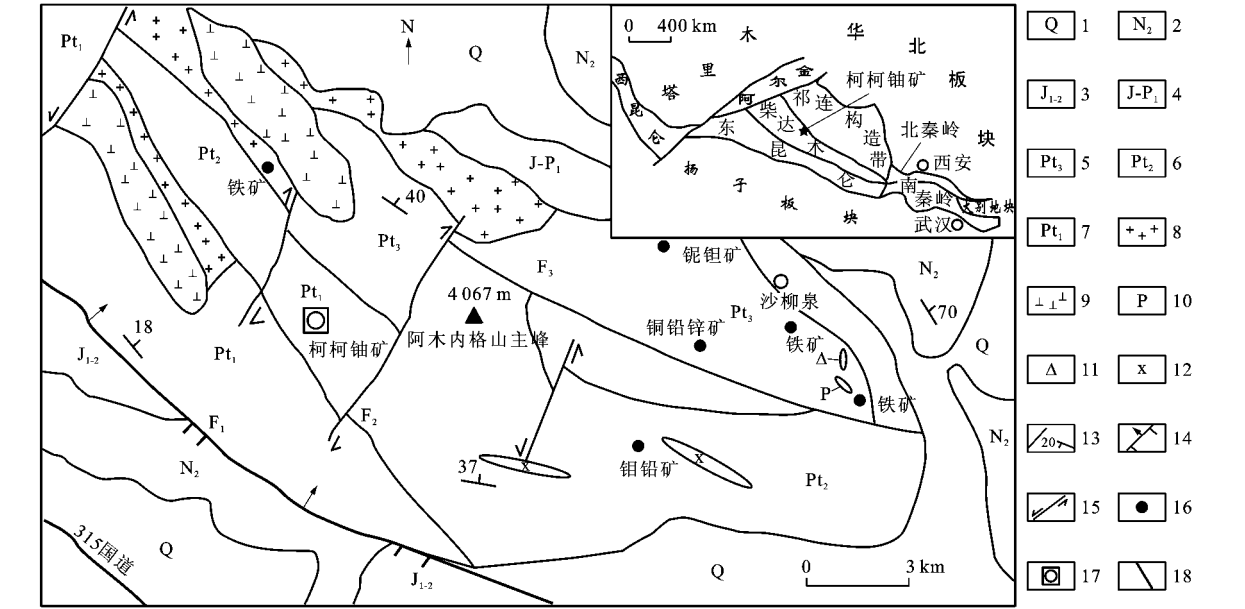 Pt₁
N
Q
N₂
0 400 km
木
华
北
板
块
里
塔
西
昆
仑
阿
尔
金
柯柯铀矿
祁
连
构
造
带
柴
达
木
东
昆
仑
北秦岭
西安
南
秦岭
大别地块
武汉
扬
子
板
块
Pt₂
铁矿
40
J-P₁
Pt₃
F₃
铌钽矿
N₂
沙柳泉
70
Pt₁
4 067 m
阿木内格山主峰
柯柯铀矿
铜铅锌矿
Pt₃
铁矿
Δ
P
铁矿
Q
18
J₁₋₂
Pt₁
F₁
F₂
N₂
N₂
37
x
钼铅矿
x
Pt₂
315国道
Q
J₁₋₂
Q
0 3 km
Q 1
N₂ 2
J₁₋₂ 3
J-P₁ 4
Pt₃ 5
Pt₂ 6
Pt₁ 7
8
9
P 10
Δ 11
x 12
20 13
14
15
16
17
18